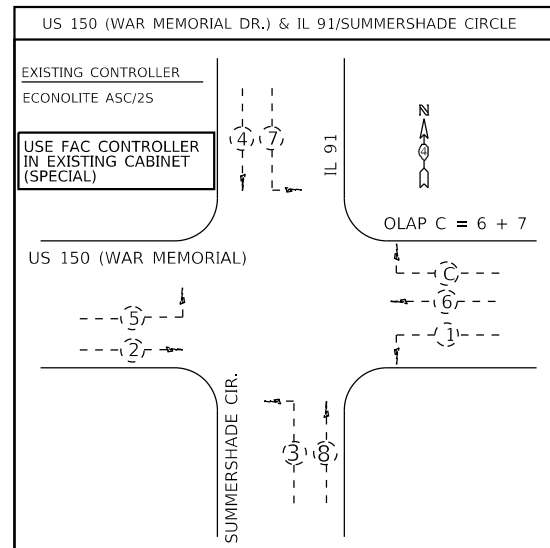 US 150 (WAR MEMORIAL DR.) & IL 91/SUMMERSHADE CIRCLE
EXISTING CONTROLLER
ECONOLITE ASC/2S
USE FAC CONTROLLER
IN EXISTING CABINET
(SPECIAL)
4
7
IL 91
N
4
OLAP C = 6 + 7
US 150 (WAR MEMORIAL)
C
6
1
5
2
SUMMERSHADE CIR.
3
8